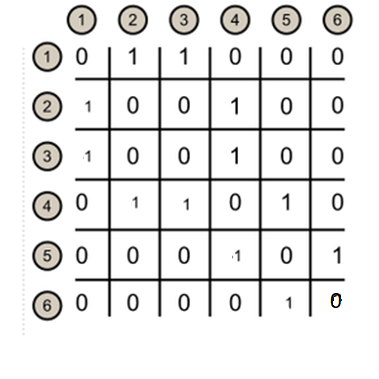 1 2 3 4 5 6
1 0 1 1 0 0 0
2 1 0 0 1 0 0
3 1 0 0 1 0 0
4 0 1 1 0 1 0
5 0 0 0 1 0 1
6 0 0 0 0 1 0